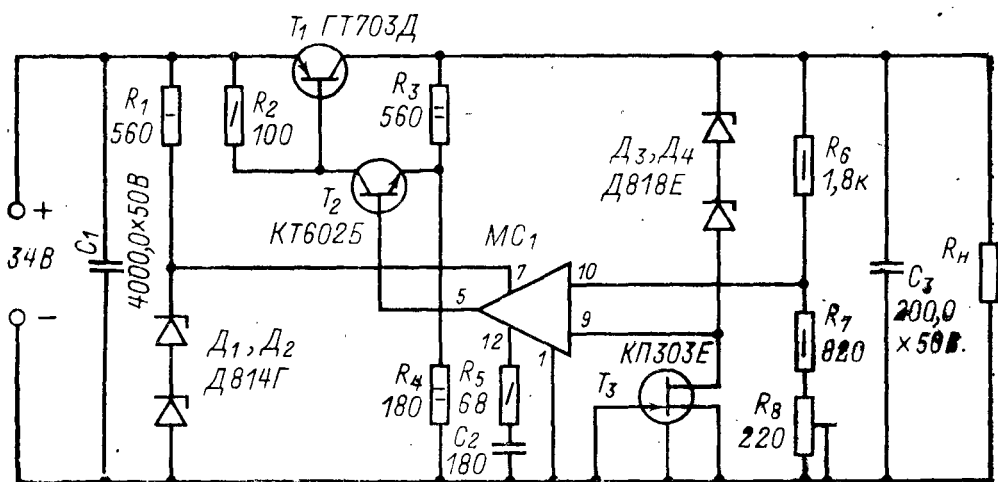 T₁ ГТ703Д
R₁
560
R₂
100
R₃
560
Д₃, Д₄
Д818Е
R₆
1,8к
+
34В
−
C₁
4000,0×50В
T₂
КТ602Б
МС₁
7
5
10
9
12
1
Д₁, Д₂
Д814Г
R₄
180
R₅
68
C₂
180
КП303Е
T₃
R₇
820
R₈
220
C₃
200,0
×50В.
Rн